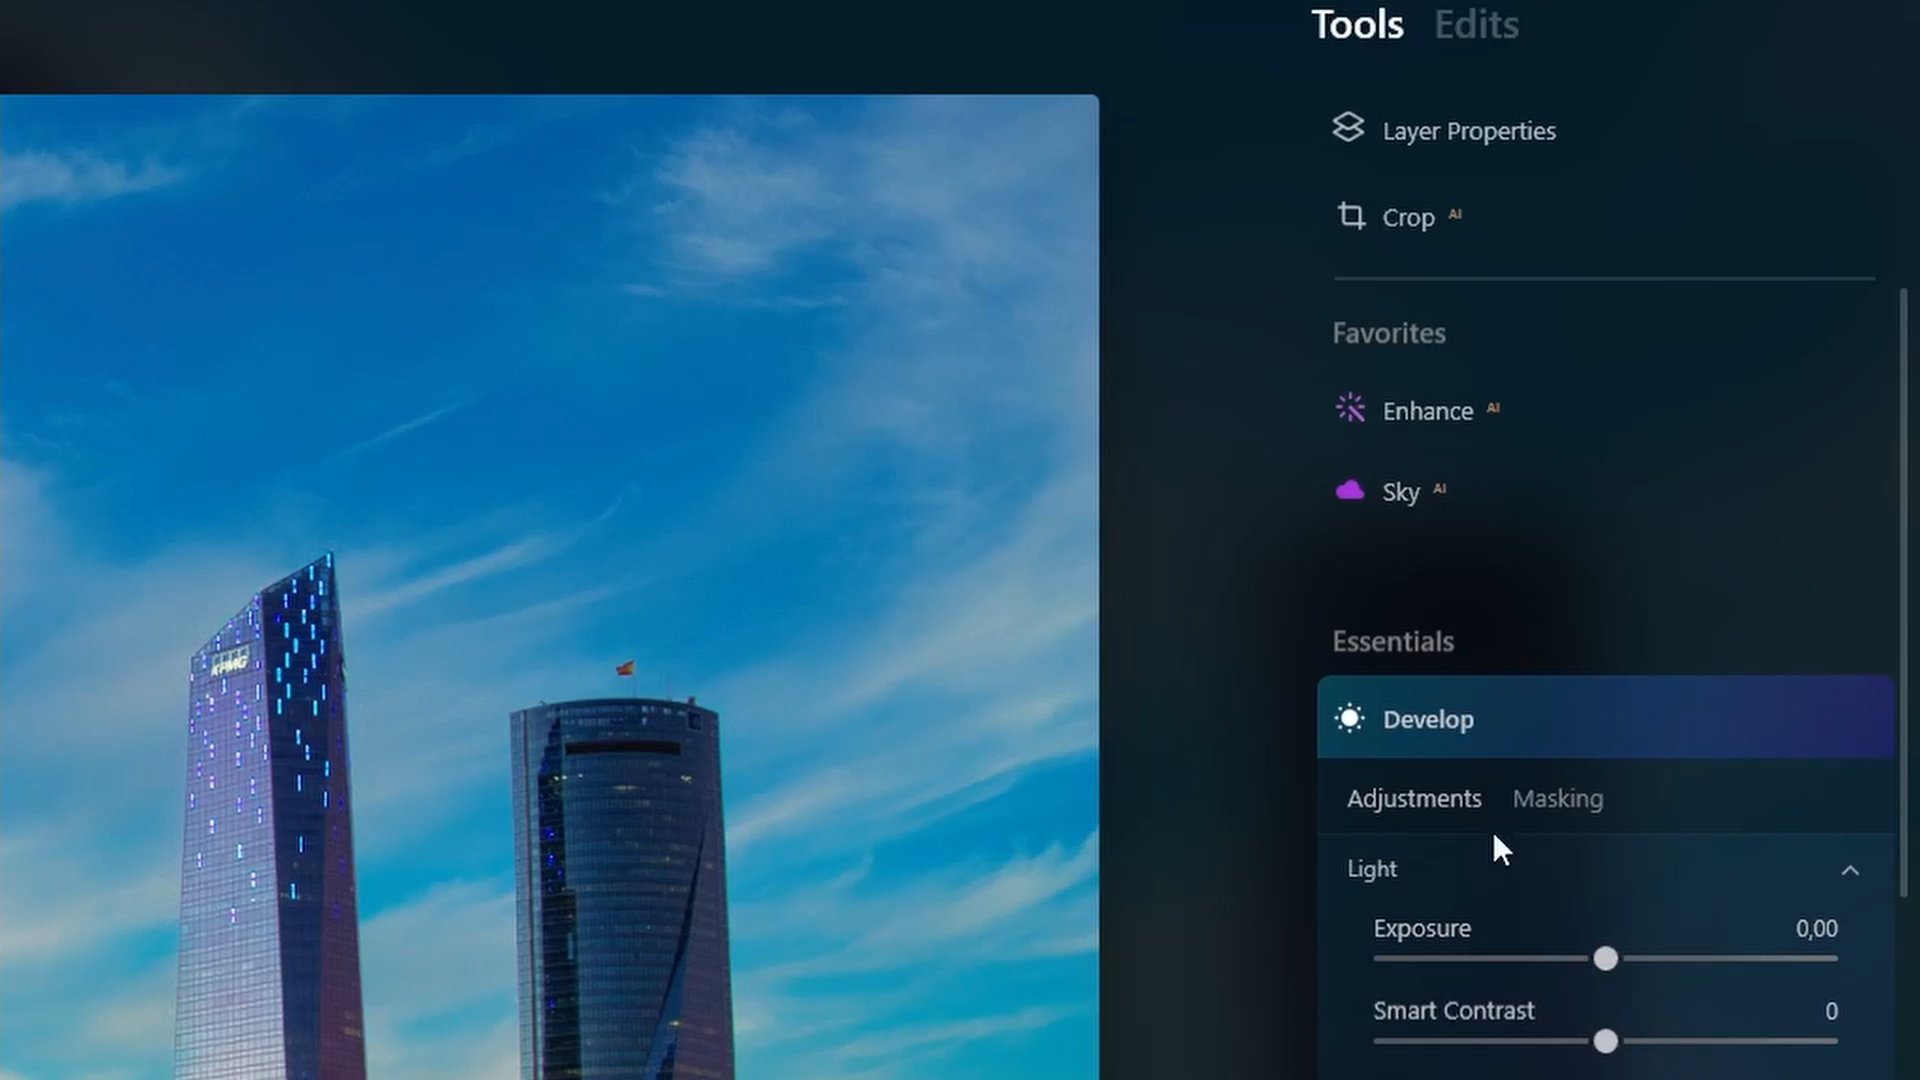 Tools Edits
Layer Properties
Crop AI
Favorites
Enhance AI
Sky AI
Essentials
KPMG
Develop
Adjustments Masking
Light
Exposure 0,00
Smart Contrast 0